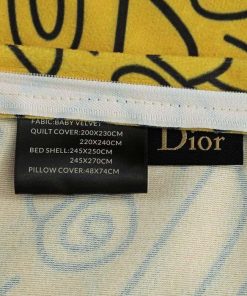 FABIC:BABY VELVET
QUILT COVER:200X230CM
220X240CM
BED SHELL:245X250CM
245X270CM
PILLOW COVER:48X74CM
Dior